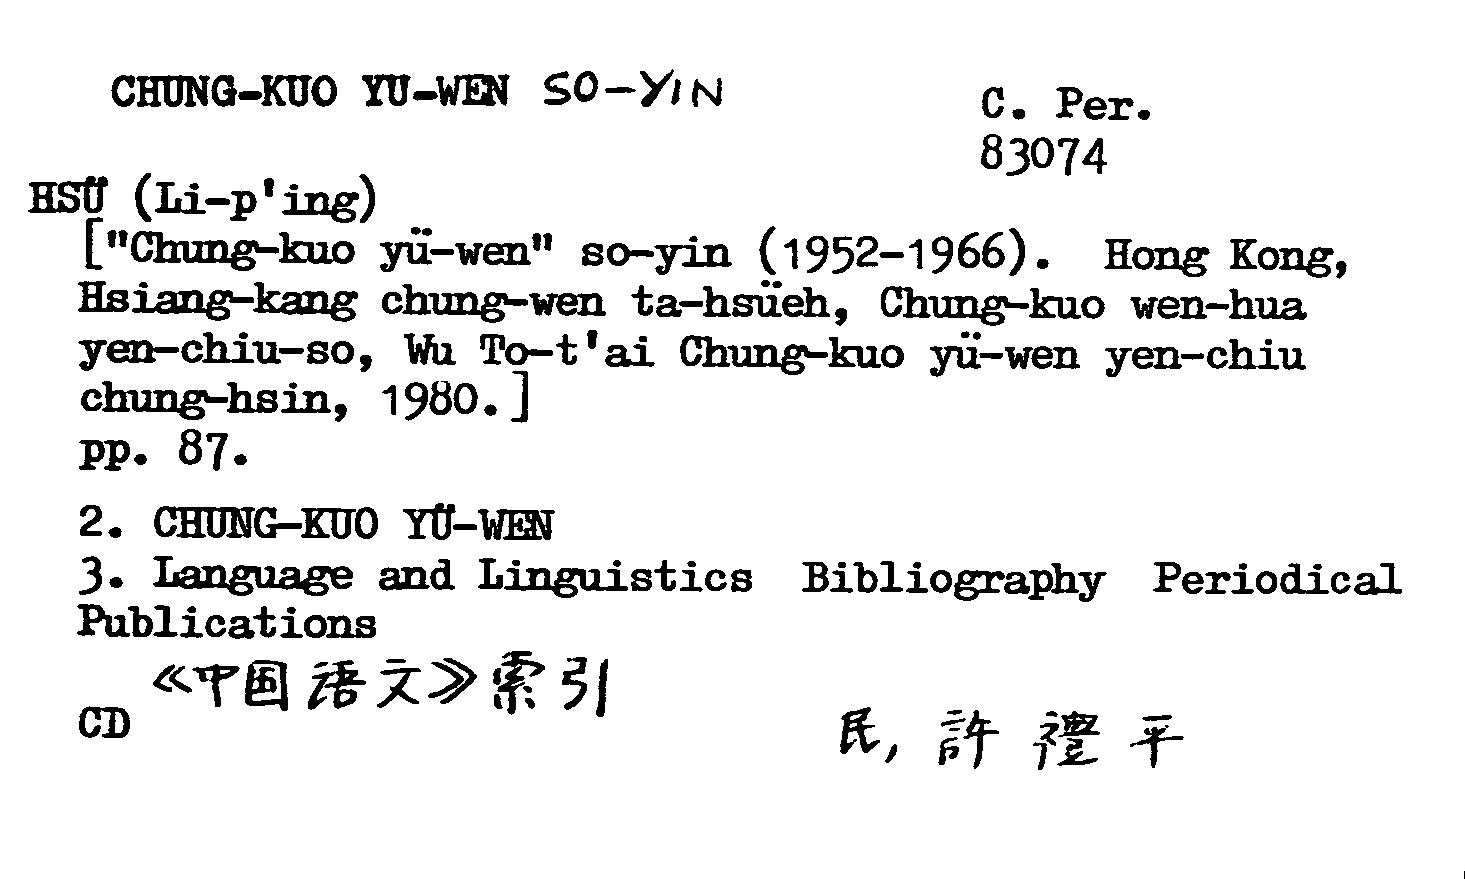 CHUNG-KUO YU-WEN SO-YIN
C. Per.
83074
HSÜ (Li-p'ing)
["Chung-kuo yü-wen" so-yin (1952-1966). Hong Kong,
Hsiang-kang chung-wen ta-hsüeh, Chung-kuo wen-hua
yen-chiu-so, Wu To-t'ai Chung-kuo yü-wen yen-chiu
chung-hsin, 1980.]
pp. 87.
2. CHUNG-KUO YÜ-WEN
3. Language and Linguistics Bibliography Periodical
Publications
《中国语文》索引
CD
民, 許禮平